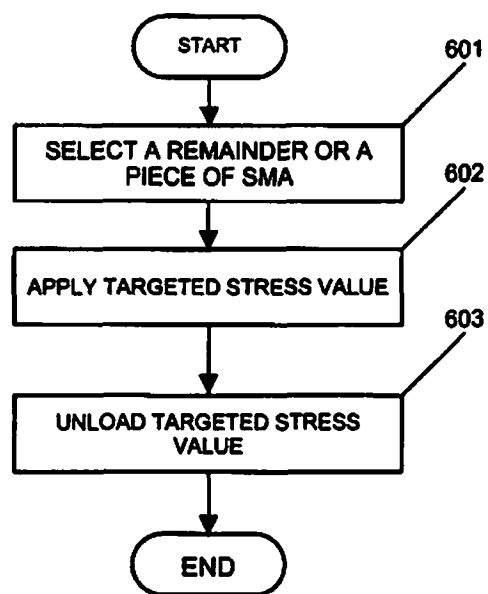 START
601
SELECT A REMAINDER OR A
PIECE OF SMA
602
APPLY TARGETED STRESS VALUE
603
UNLOAD TARGETED STRESS
VALUE
END